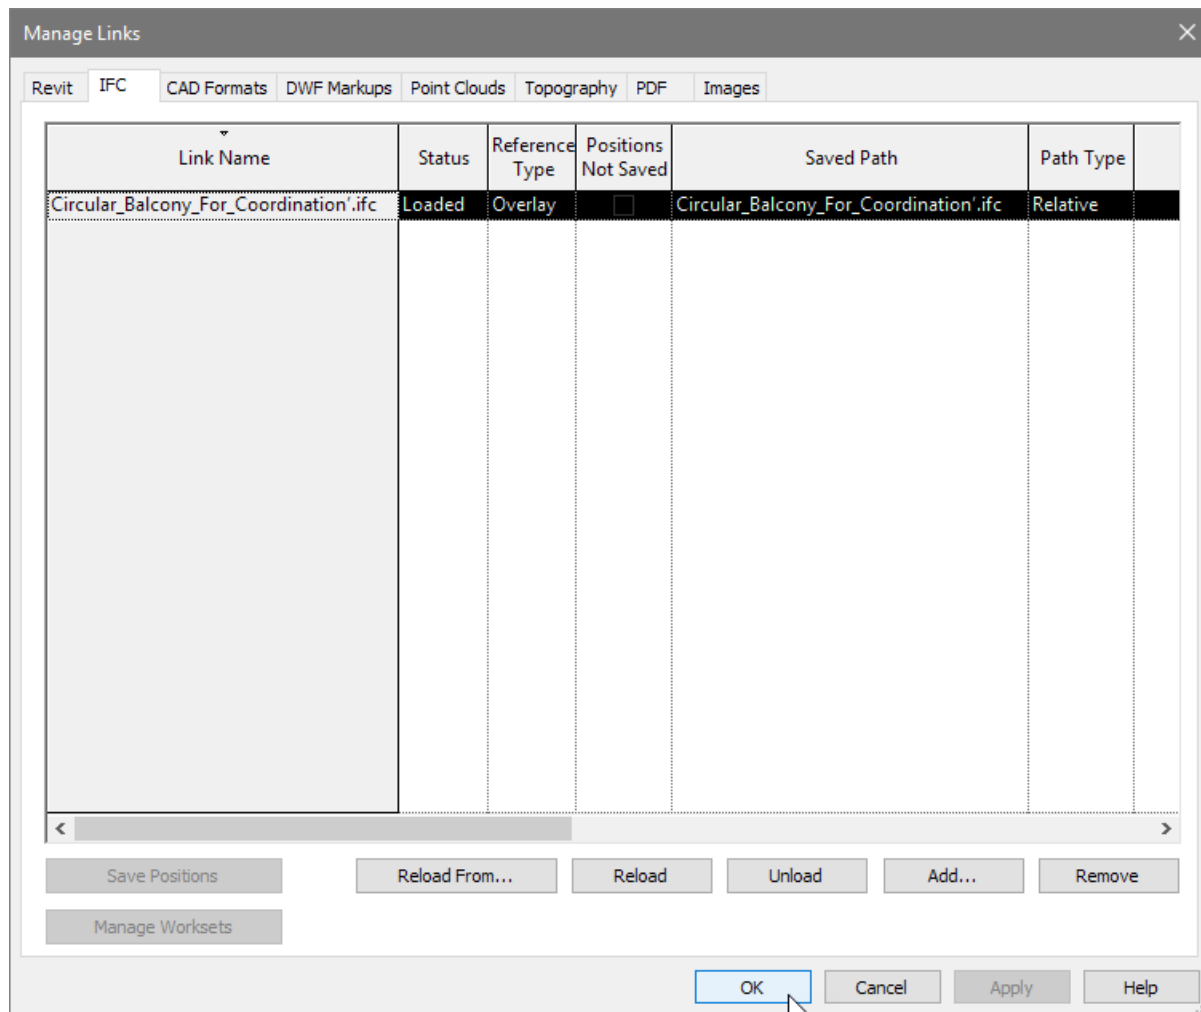 Manage Links
Revit IFC CAD Formats DWF Markups Point Clouds Topography PDF Images
Link Name Status Reference Type Positions Not Saved Saved Path Path Type
Circular_Balcony_For_Coordination'.ifc Loaded Overlay Circular_Balcony_For_Coordination'.ifc Relative
Save Positions Reload From... Reload Unload Add... Remove
Manage Worksets
OK Cancel Apply Help